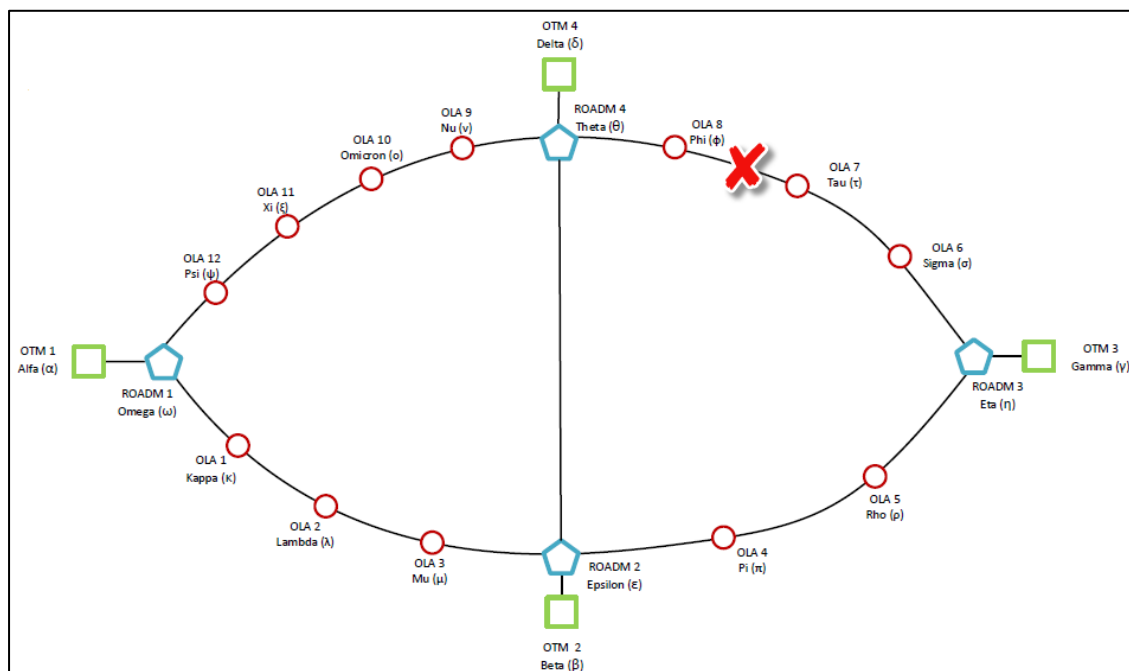 OTM 4
Delta (δ)
OLA 9
Nu (ν)
ROADM 4
Theta (θ)
OLA 8
Phi (ϕ)
OLA 10
Omicron (ο)
OLA 7
Tau (τ)
OLA 11
Xi (ξ)
OLA 6
Sigma (σ)
OLA 12
Psi (ψ)
OTM 1
Alfa (α)
ROADM 1
Omega (ω)
OTM 3
Gamma (γ)
ROADM 3
Eta (η)
OLA 1
Kappa (κ)
OLA 5
Rho (ρ)
OLA 2
Lambda (λ)
OLA 3
Mu (μ)
ROADM 2
Epsilon (ε)
OLA 4
Pi (π)
OTM 2
Beta (β)